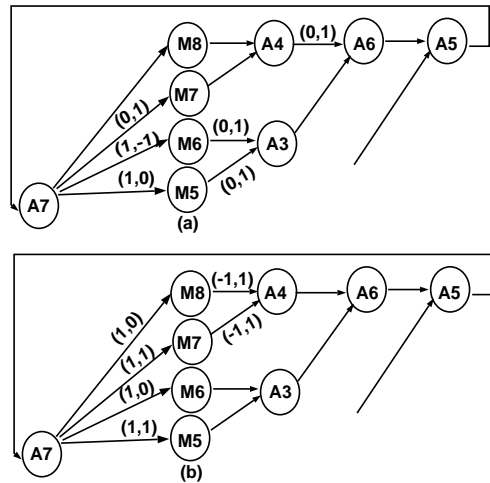 M8
A4
(0,1)
A6
A5
M7
(0,1)
(1,-1)
M6
(0,1)
A3
(1,0)
M5
(0,1)
A7
(a)
M8
(-1,1)
A4
A6
A5
(1,0)
M7
(-1,1)
(1,1)
(1,0)
M6
A3
(1,1)
M5
A7
(b)